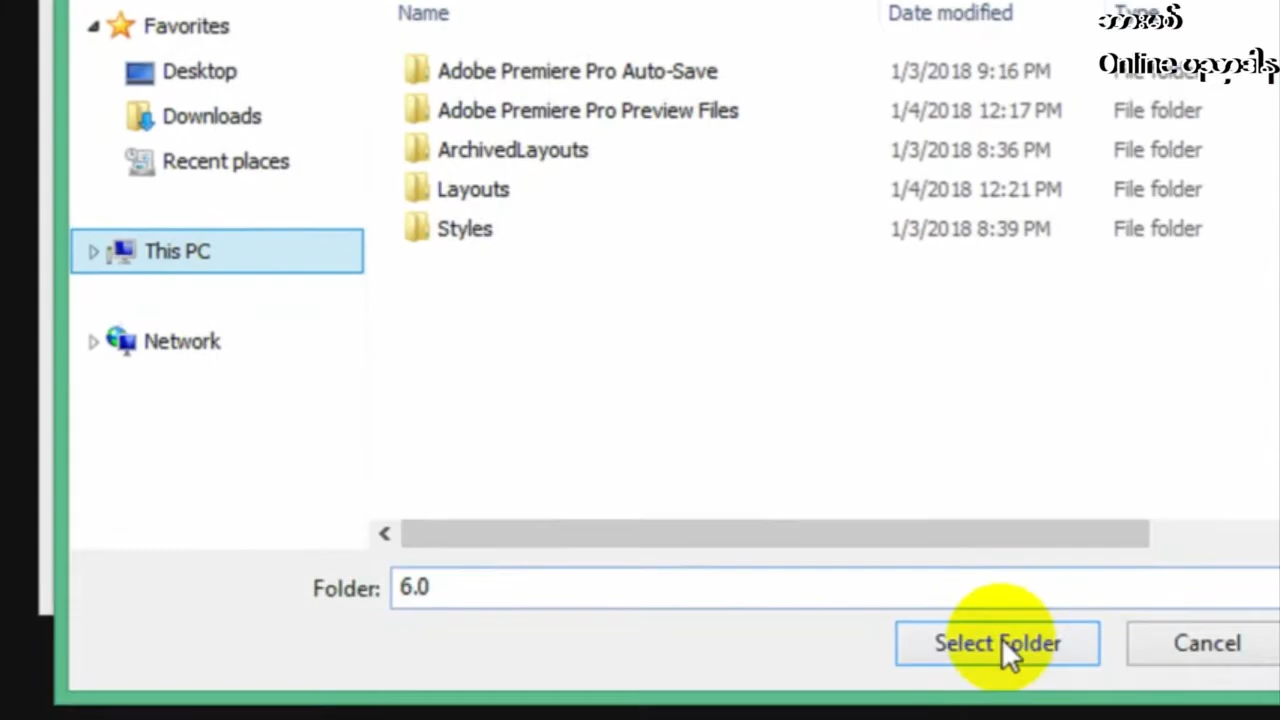 Favorites
Name
Date modified
Desktop
Adobe Premiere Pro Auto-Save
1/3/2018 9:16 PM
Online
Downloads
Adobe Premiere Pro Preview Files
1/4/2018 12:17 PM
File folder
Recent places
ArchivedLayouts
1/3/2018 8:36 PM
File folder
Layouts
1/4/2018 12:21 PM
File folder
Styles
1/3/2018 8:39 PM
File folder
This PC
Network
Folder:
6.0
Select Folder
Cancel